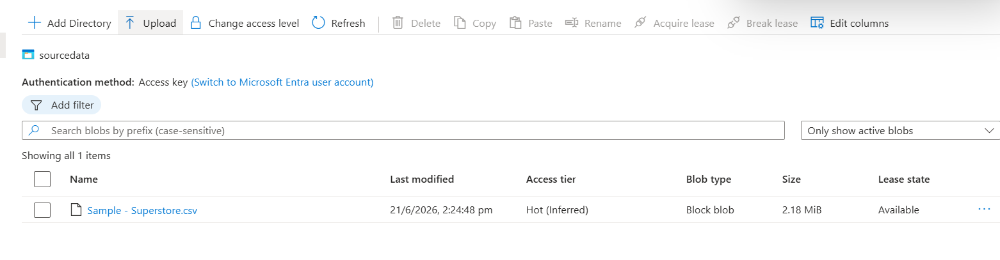 Add Directory Upload Change access level Refresh Delete Copy Paste Rename Acquire lease Break lease Edit columns
sourcedata
Authentication method: Access key (Switch to Microsoft Entra user account)
Add filter
Search blobs by prefix (case-sensitive) Only show active blobs
Showing all 1 items
Name Last modified Access tier Blob type Size Lease state
Sample - Superstore.csv 21/6/2026, 2:24:48 pm Hot (Inferred) Block blob 2.18 MiB Available ...